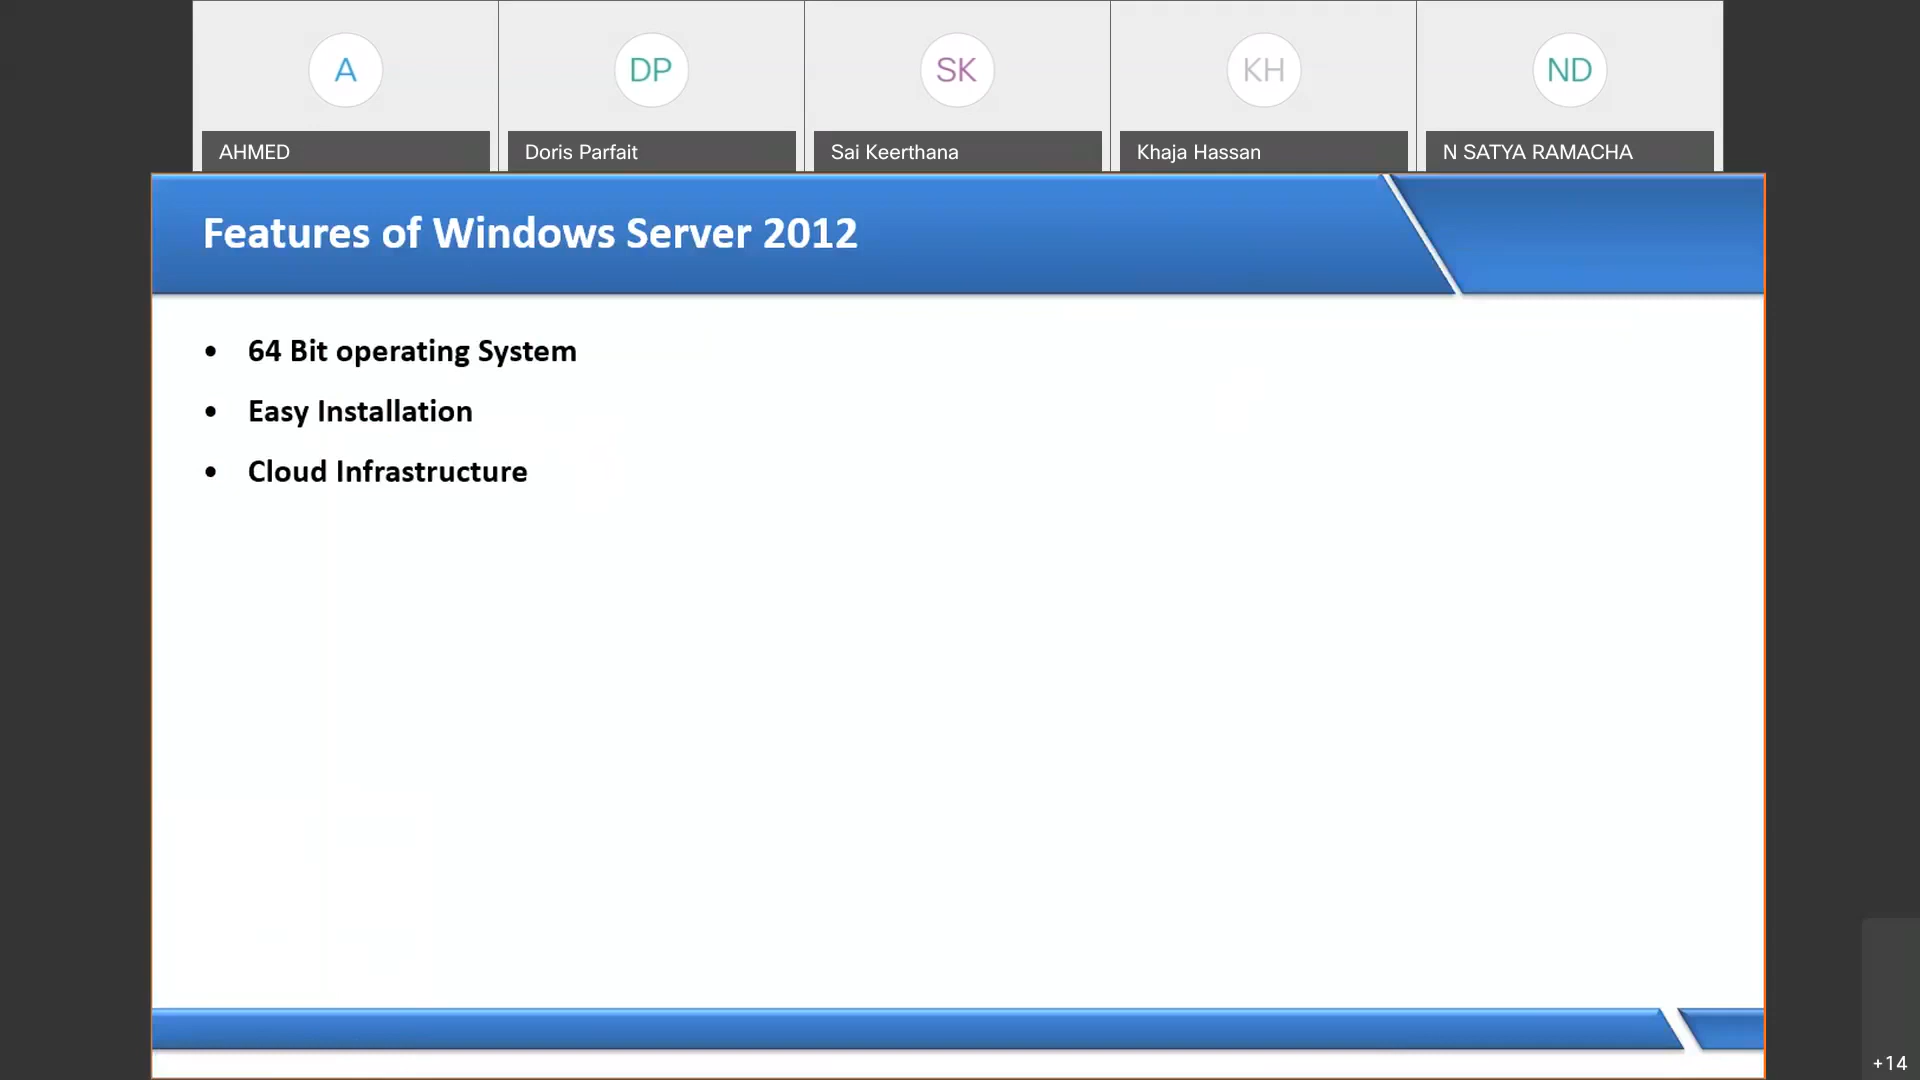 A
DP
SK
KH
ND
AHMED
Doris Parfait
Sai Keerthana
Khaja Hassan
N SATYA RAMACHA
Features of Windows Server 2012
• 64 Bit operating System
• Easy Installation
• Cloud Infrastructure
+14